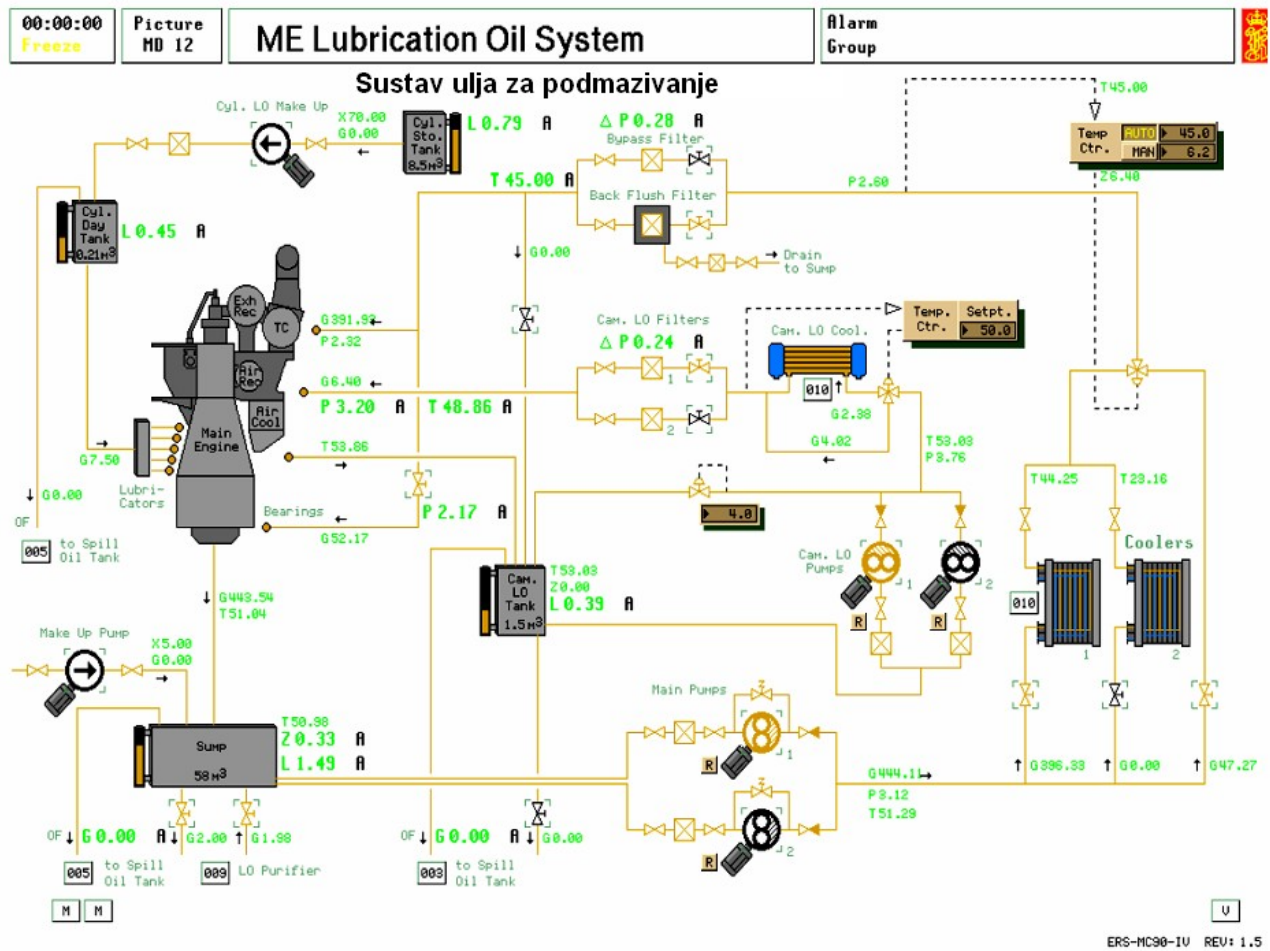 00:00:00
Freeze
Picture
MD 12
ME Lubrication Oil System
Alarm
Group
Sustav ulja za podmazivanje
Cyl. LO Make Up
X70.00
G0.00
Cyl.
Sto.
Tank
8.5m3
L 0.79 A
Δ P 0.28 A
Bypass Filter
T 45.00 A
Back Flush Filter
P2.60
T45.00
Temp
Ctr.
AUTO
45.0
MAN
6.2
Z6.40
Cyl.
Day
Tank
0.21m3
L 0.45 A
G0.00
Drain
to Sump
Exh
Rec
TC
G391.92
P2.32
Cam. LO Filters
Δ P 0.24 A
Cam. LO Cool.
Temp.
Ctr.
Setpt.
50.0
Air
Rec
G6.40
P 3.20 A
T 48.86 A
1
2
010
G2.38
G4.02
T53.03
P3.76
Air
Cool
Main
Engine
T53.86
G7.50
Lubri-
Cators
Bearings
P 2.17 A
G52.17
4.0
T44.25
T23.16
G0.00
OF
005
to Spill
Oil Tank
Cam. LO
Pumps
1
2
R
R
Coolers
010
1
2
Cam.
LO
Tank
1.5m3
T53.03
Z0.00
L 0.39 A
G443.54
T51.04
Make Up Pump
X5.00
G0.00
Main Pumps
z
1
R
Sump
58m3
T50.98
Z 0.33 A
L 1.49 A
G444.11
P3.12
T51.29
G396.33
G0.00
G47.27
z
2
R
OF
G 0.00 A
G2.00
G1.98
OF
G 0.00 A
G0.00
005
to Spill
Oil Tank
009
LO Purifier
003
to Spill
Oil Tank
M
M
V
ERS-MC90-IV REV: 1.5